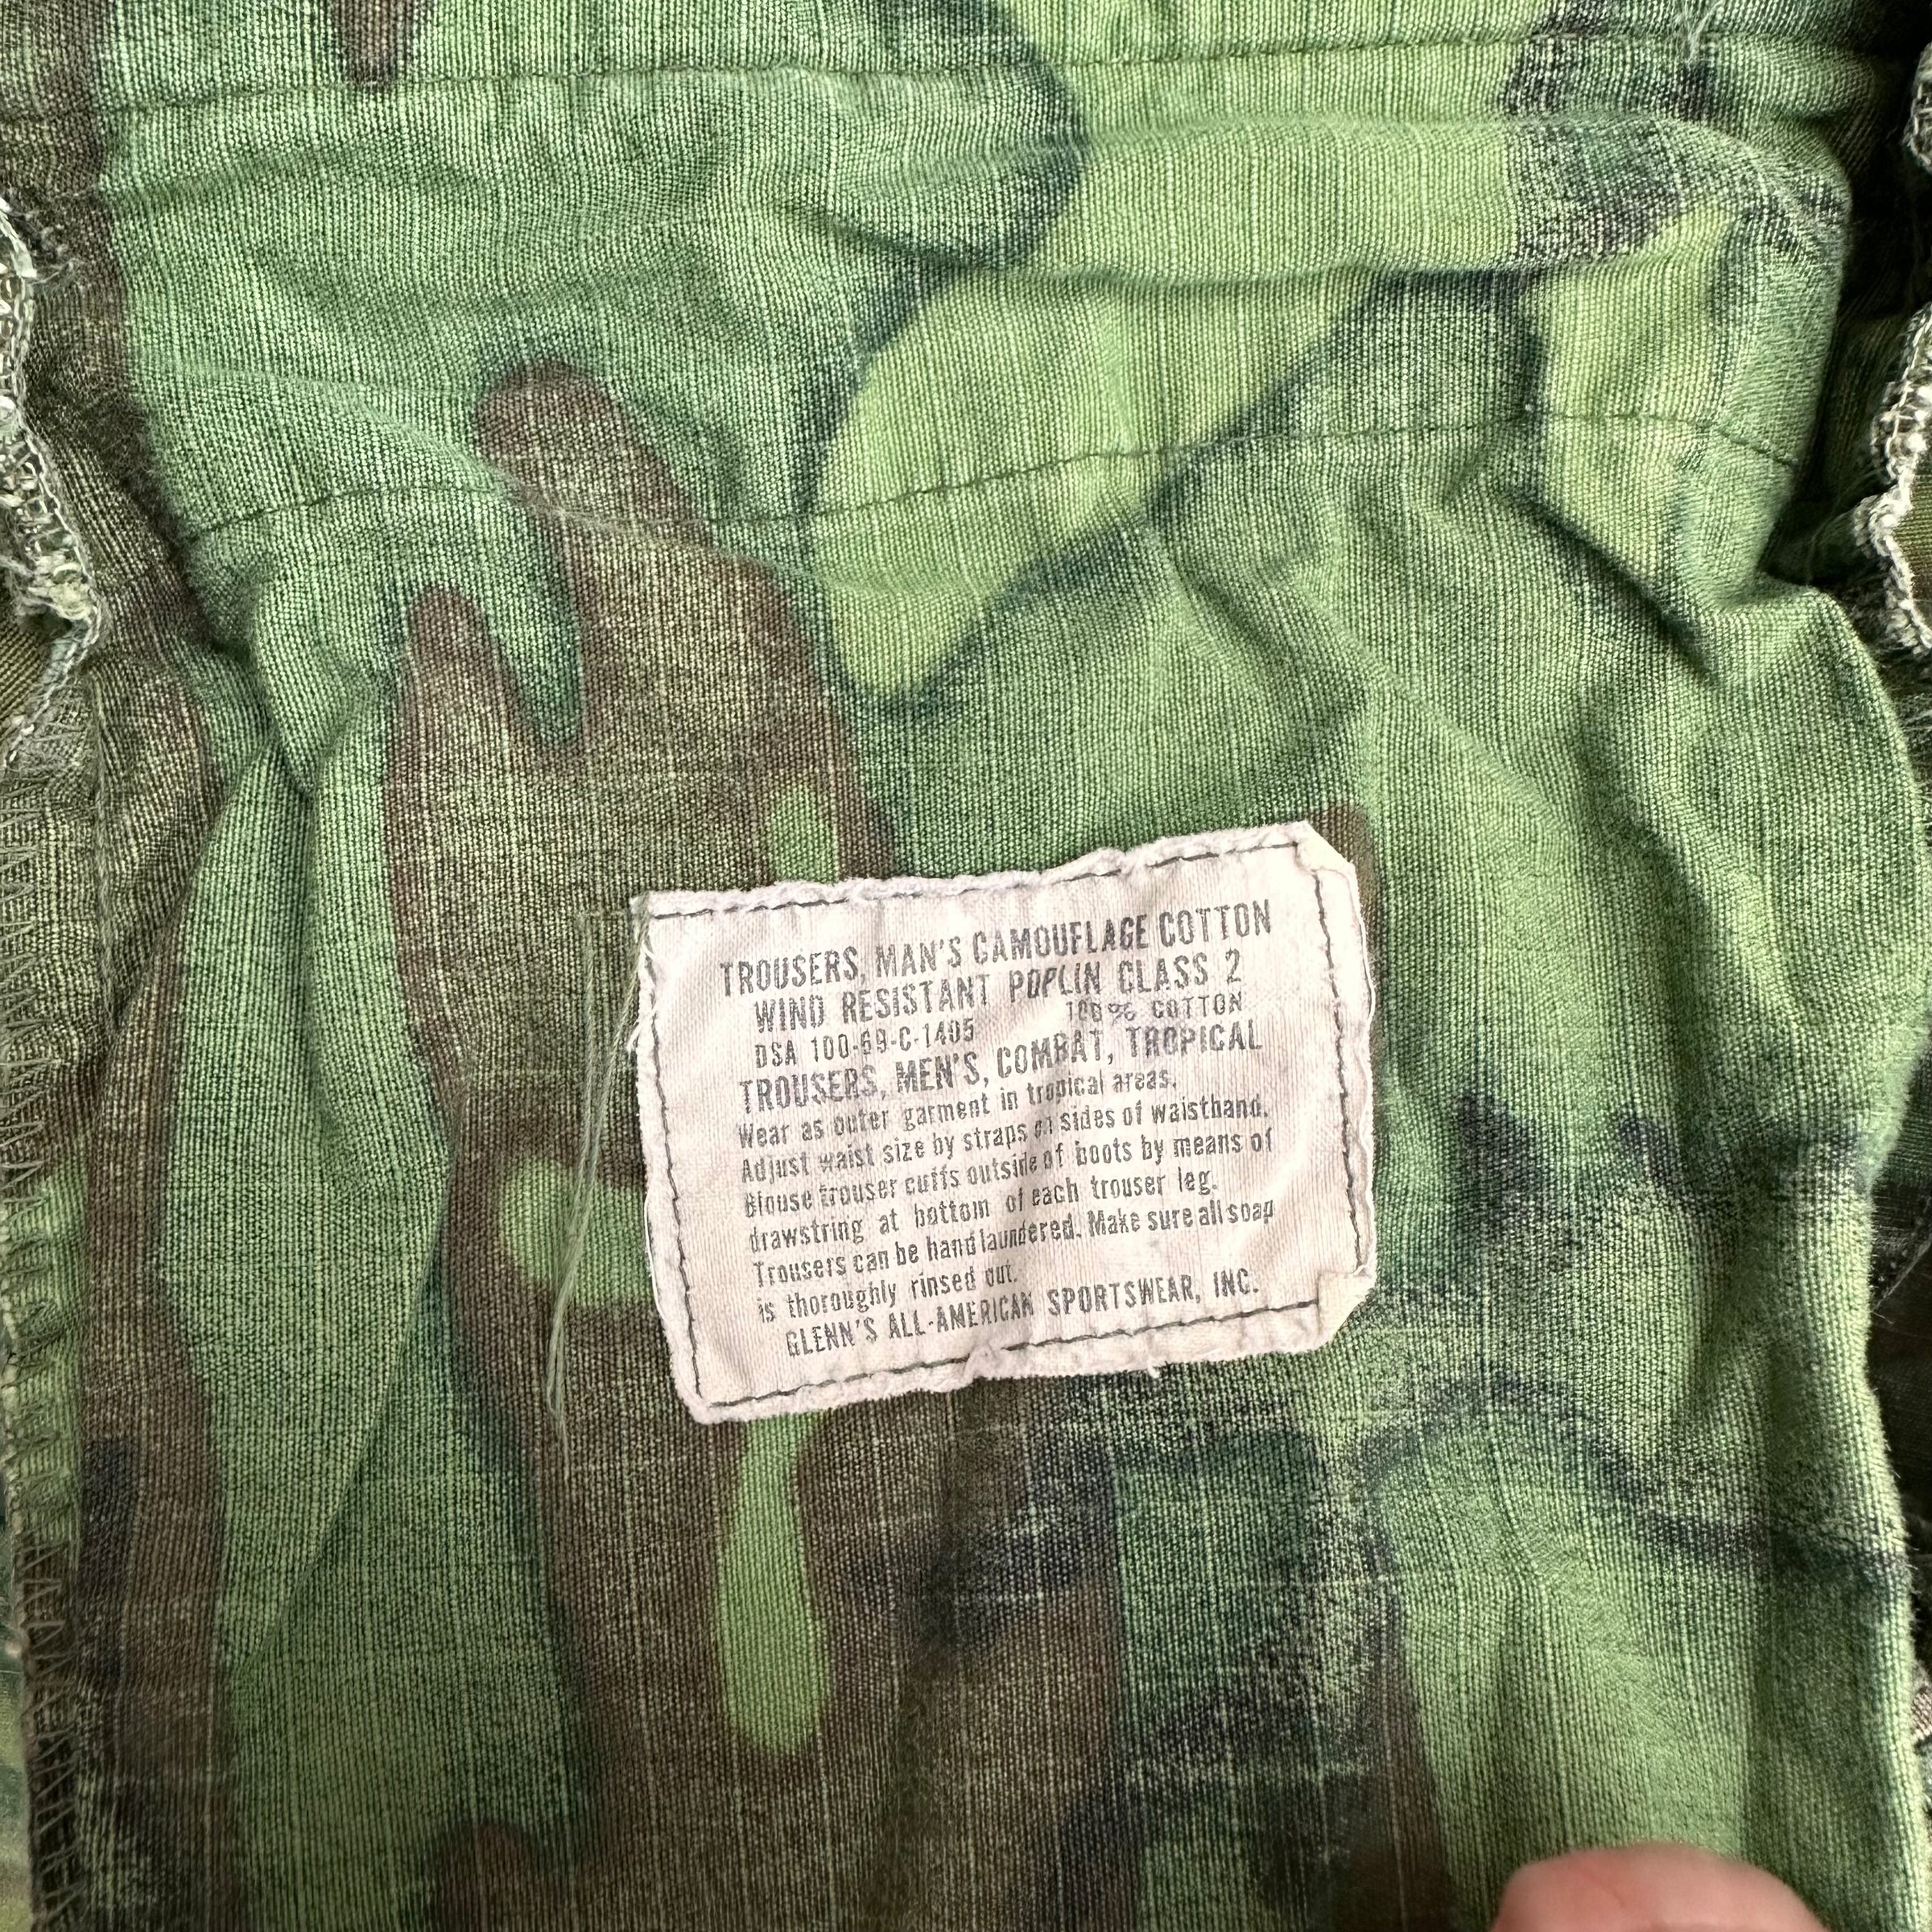 TROUSERS, MAN'S CAMOUFLAGE COTTON
WIND RESISTANT POPLIN CLASS 2
DSA 100-69-C-1405 100% COTTON
TROUSERS, MEN'S, COMBAT, TROPICAL
Wear as outer garment in tropical areas.
Adjust waist size by straps on sides of waistband.
Blouse trouser cuffs outside of boots by means of
drawstring at bottom of each trouser leg.
Trousers can be hand laundered. Make sure all soap
is thoroughly rinsed out.
GLENN'S ALL-AMERICAN SPORTSWEAR, INC.